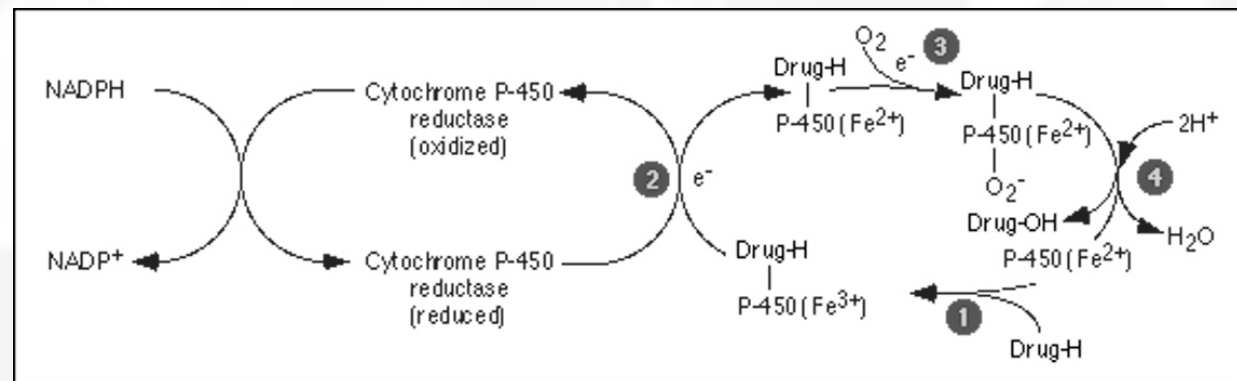 NADPH
Cytochrome P-450
reductase
(oxidized)
NADP+
Cytochrome P-450
reductase
(reduced)
2
e-
Drug-H
P-450(Fe3+)
Drug-H
P-450(Fe2+)
O2
e-
3
Drug-H
P-450(Fe2+)
O2-
2H+
4
Drug-OH
H2O
P-450(Fe2+)
1
Drug-H